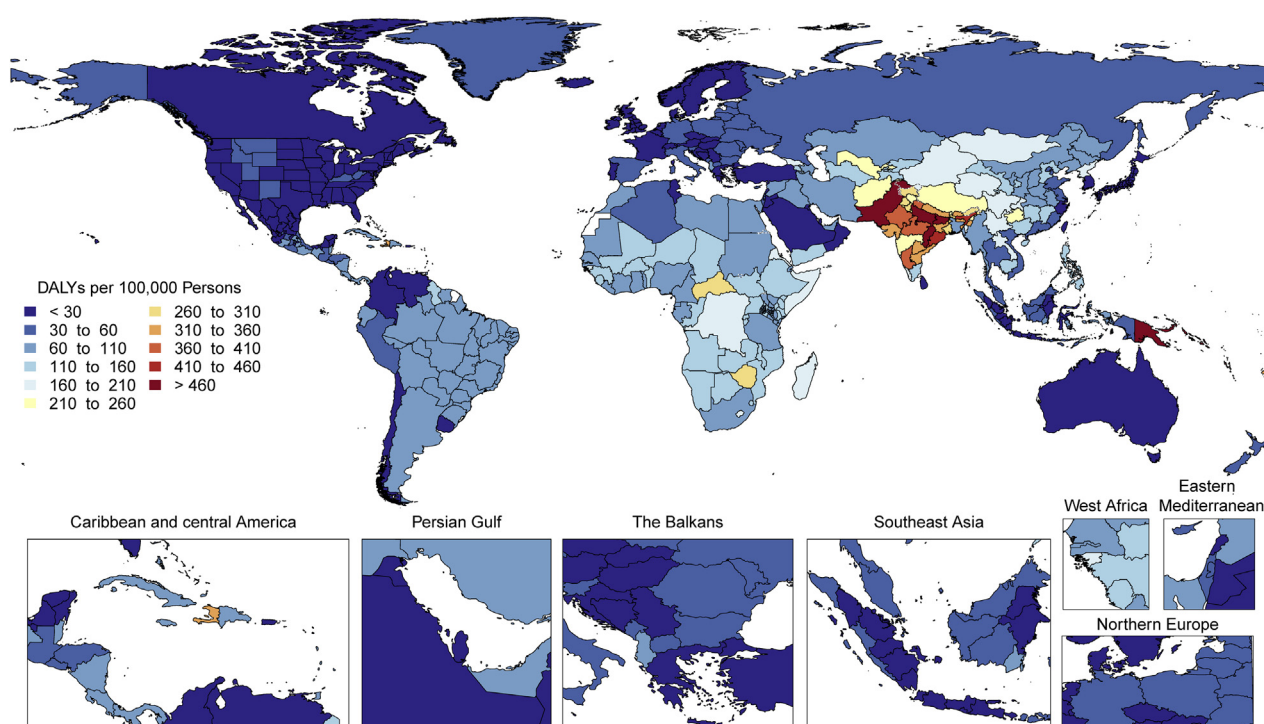 DALYs per 100,000 Persons
< 30
30 to 60
60 to 110
110 to 160
160 to 210
210 to 260
260 to 310
310 to 360
360 to 410
410 to 460
> 460
Caribbean and central America
Persian Gulf
The Balkans
Southeast Asia
West Africa
Eastern
Mediterranean
Northern Europe